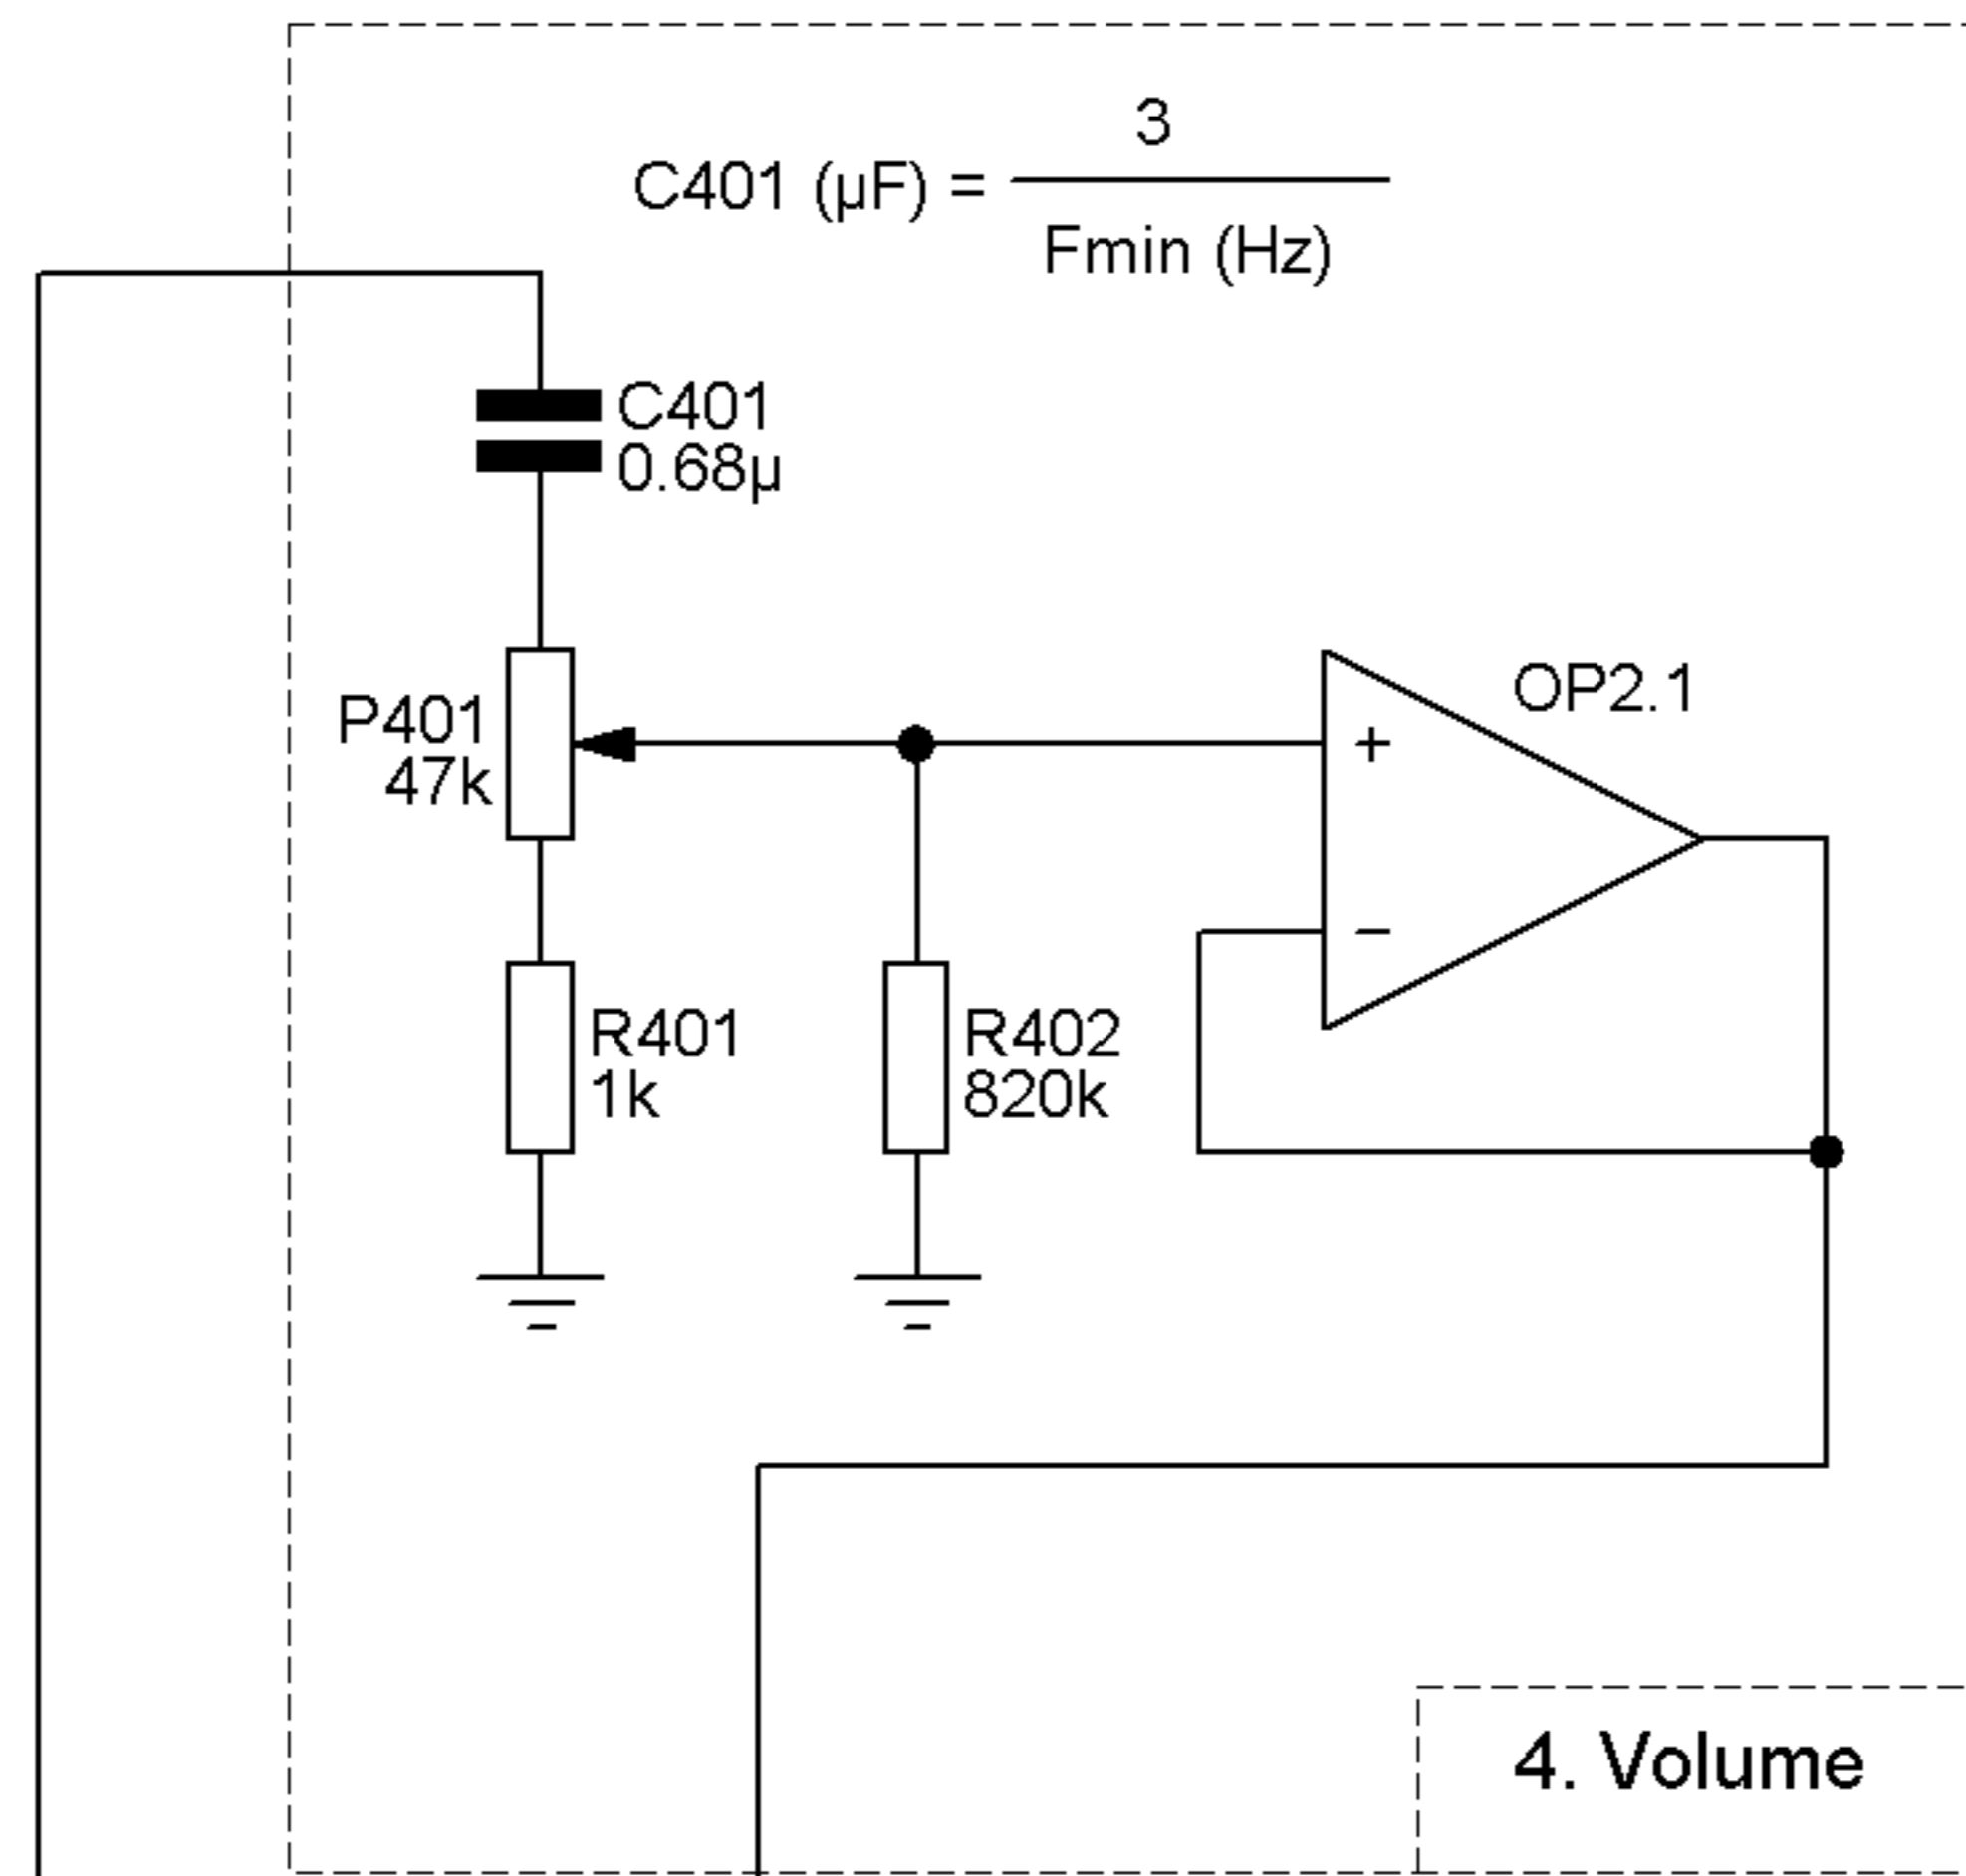 3
C401 (µF) =
Fmin (Hz)
C401
0.68µ
P401
47k
OP2.1
+
−
R401
1k
R402
820k
4. Volume